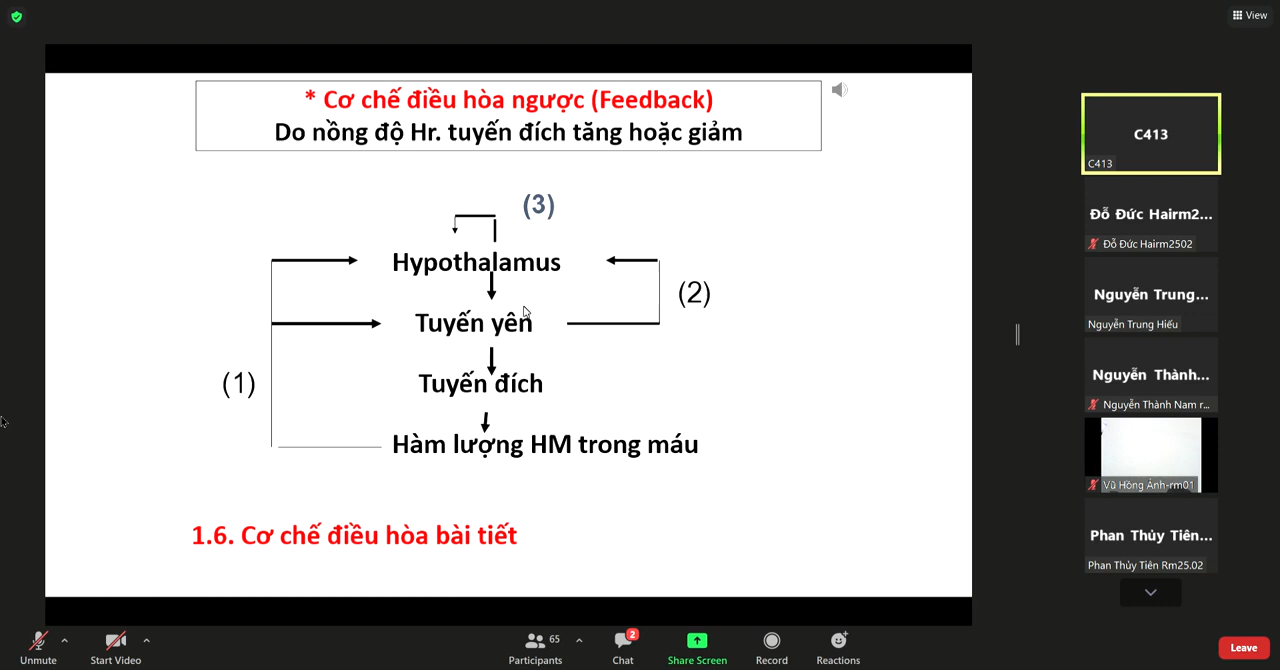 View
* Cơ chế điều hòa ngược (Feedback)
Do nồng độ Hr. tuyến đích tăng hoặc giảm
(3)
Hypothalamus
(2)
Tuyến yên
(1)
Tuyến đích
Hàm lượng HM trong máu
1.6. Cơ chế điều hòa bài tiết
C413
C413
Đỗ Đức Hairm2...
Đỗ Đức Hairm2502
Nguyễn Trung...
Nguyễn Trung Hiếu
Nguyễn Thành...
Nguyễn Thành Nam r...
Vũ Hồng Ánh-rm01
Phan Thủy Tiên...
Phan Thủy Tiên Rm25.02
Unmute
Start Video
65
Participants
2
Chat
Share Screen
Record
Reactions
Leave